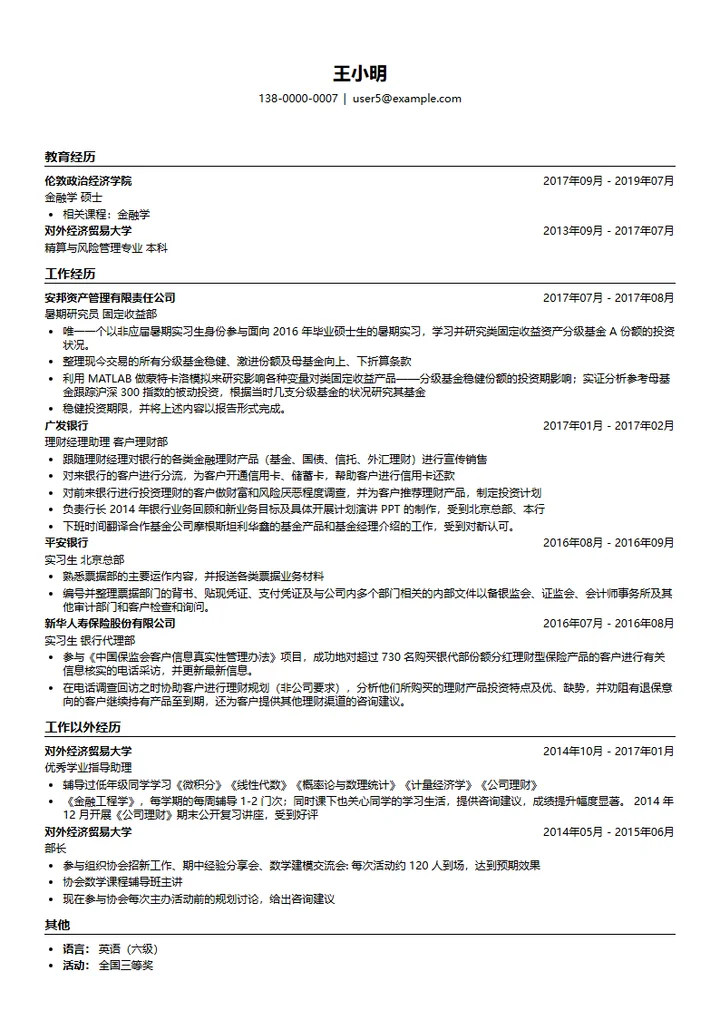 王小明
138-0000-0007 | user5@example.com
教育经历
伦敦政治经济学院 2017年09月 - 2019年07月
金融学 硕士
• 相关课程：金融学
对外经济贸易大学 2013年09月 - 2017年07月
精算与风险管理专业 本科
工作经历
安邦资产管理有限责任公司 2017年07月 - 2017年08月
暑期研究员 固定收益部
• 唯一一个以非应届暑期实习生身份参与面向 2016 年毕业硕士生的暑期实习，学习并研究类固定收益资产分级基金 A 份额的投资
状况。
• 整理现今交易的所有分级基金稳健、激进份额及母基金向上、下折算条款
• 利用 MATLAB 做蒙特卡洛模拟来研究影响各种变量对类固定收益产品——分级基金稳健份额的投资期影响；实证分析参考母基
金跟踪沪深 300 指数的被动投资，根据当时几支分级基金的状况研究其基金
• 稳健投资期限，并将上述内容以报告形式完成。
广发银行 2017年01月 - 2017年02月
理财经理助理 客户理财部
• 跟随理财经理对银行的各类金融理财产品（基金、国债、信托、外汇理财）进行宣传销售
• 对来银行的客户进行分流，为客户开通信用卡、储蓄卡，帮助客户进行信用卡还款
• 对前来银行进行投资理财的客户做财富和风险厌恶程度调查，并为客户推荐理财产品，制定投资计划
• 负责行长 2014 年银行业务回顾和新业务目标及具体开展计划演讲 PPT 的制作，受到北京总部、本行
• 下班时间翻译合作基金公司摩根斯坦利华鑫的基金产品和基金经理介绍的工作，受到对方认可。
平安银行 2016年08月 - 2016年09月
实习生 北京总部
• 熟悉票据部的主要运作内容，并报送各类票据业务材料
• 编号并整理票据部门的背书、贴现凭证、支付凭证及与公司内多个部门相关的内部文件以备银监会、证监会、会计师事务所及其
他审计部门和客户检查和询问。
新华人寿保险股份有限公司 2016年07月 - 2016年08月
实习生 银行代理部
• 参与《中国保监会客户信息真实性管理办法》项目，成功地对超过 730 名购买银代部份额分红理财型保险产品的客户进行有关
信息核实的电话采访，并更新最新信息。
• 在电话调查回访之时协助客户进行理财规划（非公司要求），分析他们所购买的理财产品投资特点及优、缺势，并劝阻有退保意
向的客户继续持有产品至到期，还为客户提供其他理财渠道的咨询建议。
工作以外经历
对外经济贸易大学 2014年10月 - 2017年01月
优秀学业指导助理
• 辅导过低年级同学学习《微积分》《线性代数》《概率论与数理统计》《计量经济学》《公司理财》
• 《金融工程学》，每学期的每周辅导 1-2 门次；同时课下也关心同学的学习生活，提供咨询建议，成绩提升幅度显著。 2014 年
12 月开展《公司理财》期末公开复习讲座，受到好评
对外经济贸易大学 2014年05月 - 2015年06月
部长
• 参与组织协会招新工作、期中经验分享会、数学建模交流会: 每次活动约 120 人到场，达到预期效果
• 协会数学课程辅导班主讲
• 现在参与协会每次主办活动前的规划讨论，给出咨询建议
其他
• 语言： 英语（六级）
• 活动： 全国三等奖